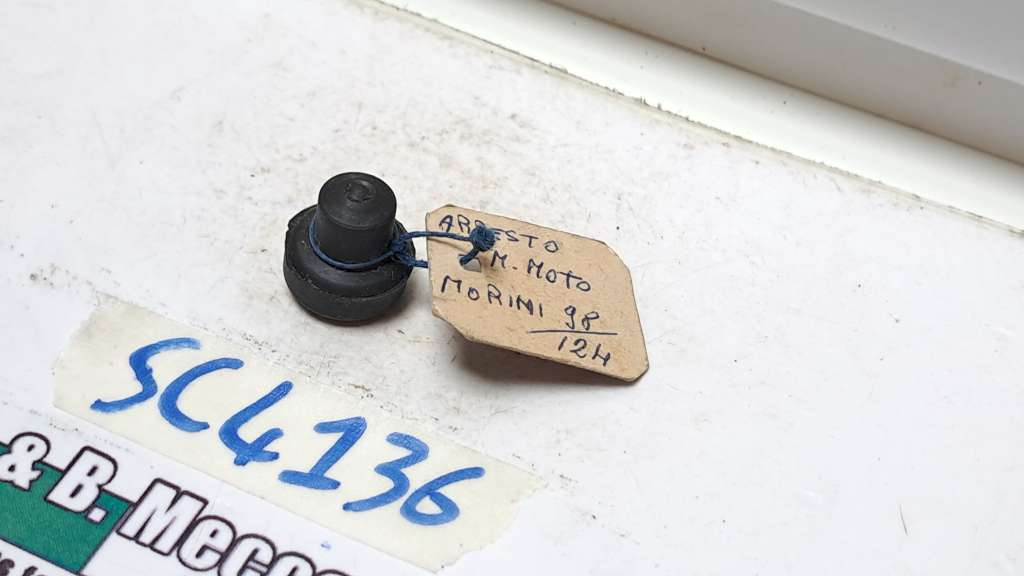 ARRESTO
M. MOTO
MORINI 98
124
SC4136
& B. Mecc